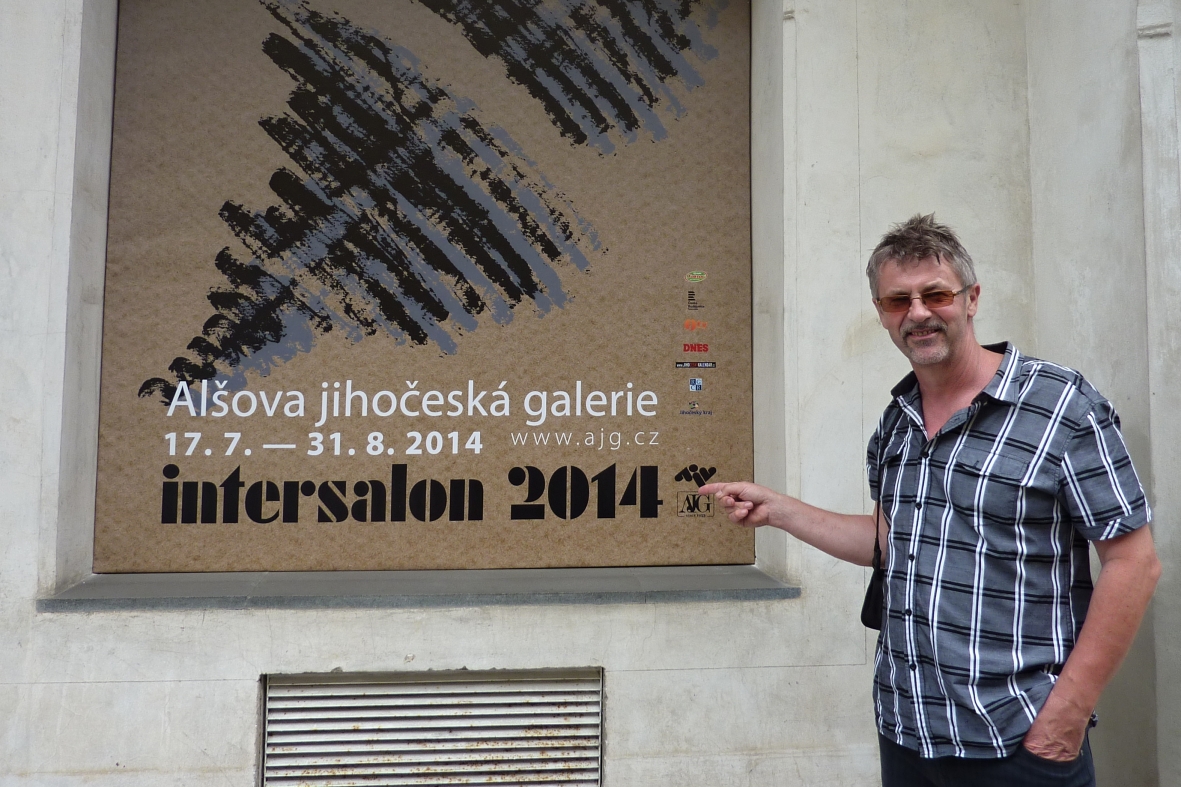 DNES
Alšova jihočeská galerie
17. 7. — 31. 8. 2014 www.ajg.cz
intersalon 2014
AJG